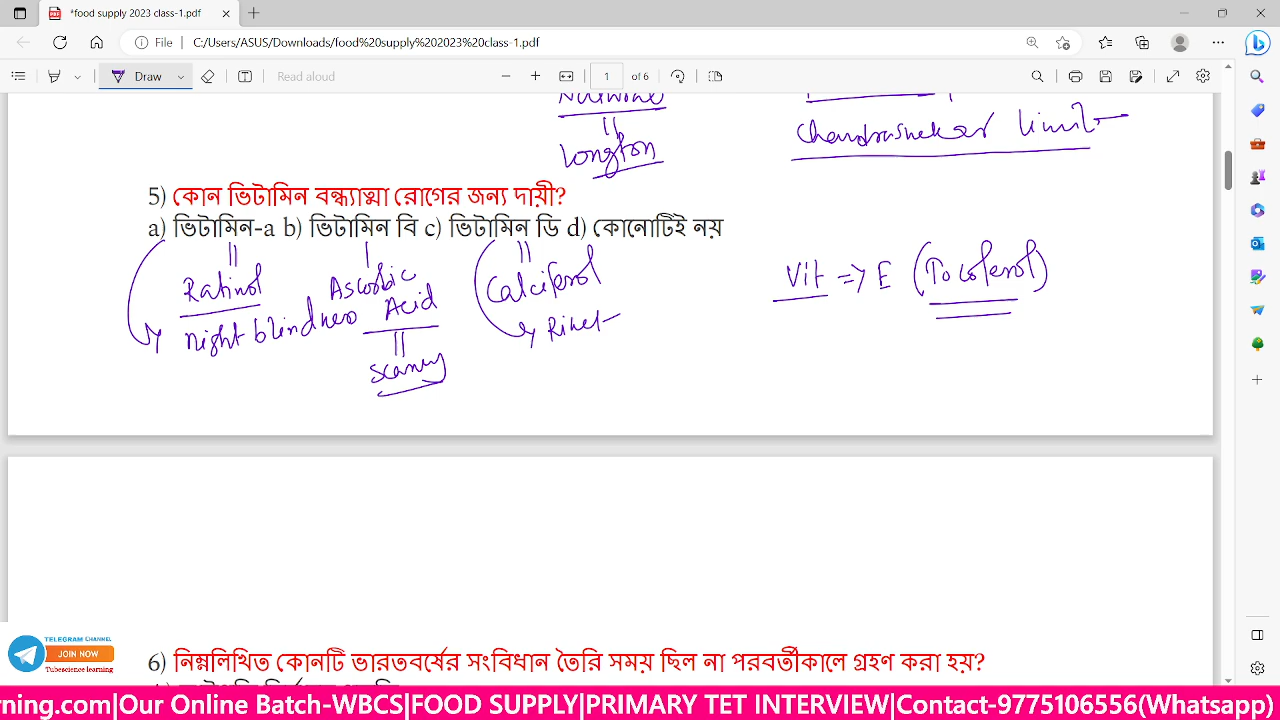 *food supply 2023 class-1.pdf
File C:/Users/ASUS/Downloads/food%20supply%202023%20class-1.pdf
Draw Read aloud 1 of 6
longton
Chandrashekar limit
5) কোন ভিটামিন বন্ধ্যাত্মা রোগের জন্য দায়ী?
a) ভিটামিন-a b) ভিটামিন বি c) ভিটামিন ডি d) কোনোটিই নয়
Ratinol Ascorbic Acid Calciferol Vit => E (Tocoferol)
night blindness Riket
6) নিম্নলিখিত কোনটি ভারতবর্ষের সংবিধান তৈরি সময় ছিল না পরবর্তীকালে গ্রহণ করা হয়?
TELEGRAM CHANNEL
JOIN NOW
Tubescience learning
rning.com|Our Online Batch-WBCS|FOOD SUPPLY|PRIMARY TET INTERVIEW|Contact-9775106556(Whatsapp)